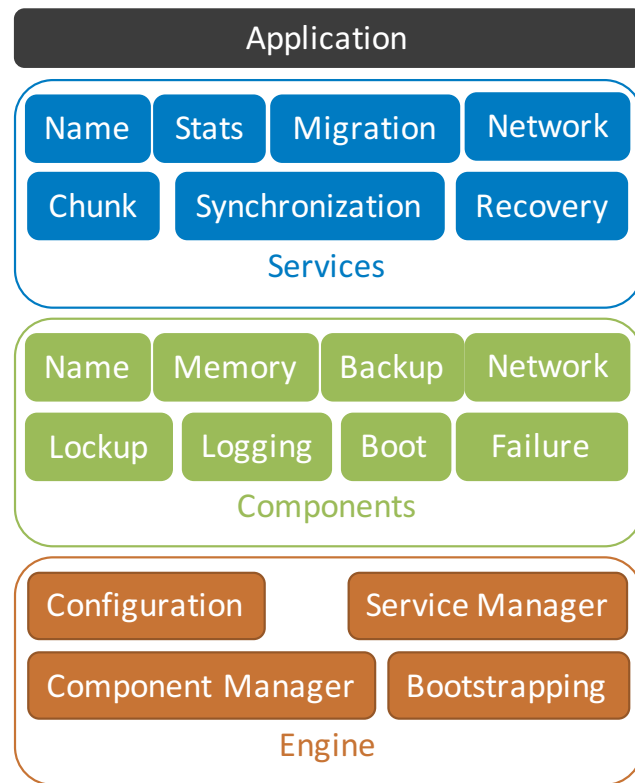 Application
Name Stats Migration Network
Chunk Synchronization Recovery
Services
Name Memory Backup Network
Lockup Logging Boot Failure
Components
Configuration Service Manager
Component Manager Bootstrapping
Engine